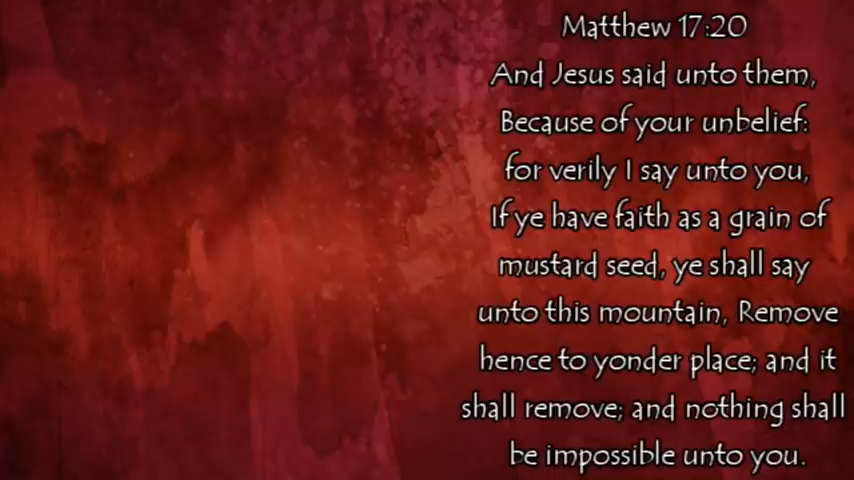 Matthew 17:20
And Jesus said unto them,
Because of your unbelief:
for verily I say unto you,
If ye have faith as a grain of
mustard seed, ye shall say
unto this mountain, Remove
hence to yonder place; and it
shall remove; and nothing shall
be impossible unto you.